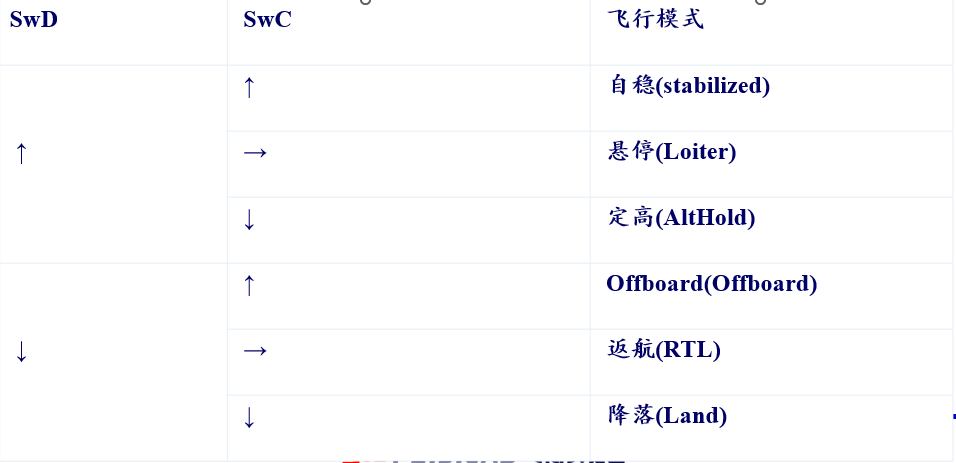 SwD SwC 飞行模式
↑ ↑ 自稳(stabilized)
→ 悬停(Loiter)
↓ 定高(AltHold)
↓ ↑ Offboard(Offboard)
→ 返航(RTL)
↓ 降落(Land)